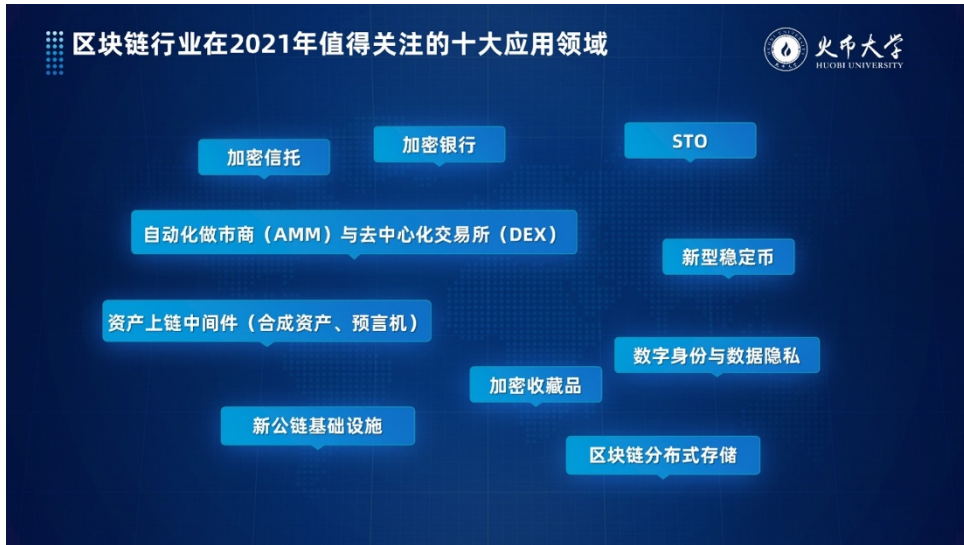 区块链行业在2021年值得关注的十大应用领域
火币大学
HUOBI UNIVERSITY
加密信托
加密银行
STO
自动化做市商（AMM）与去中心化交易所（DEX）
新型稳定币
资产上链中间件（合成资产、预言机）
数字身份与数据隐私
加密收藏品
新公链基础设施
区块链分布式存储